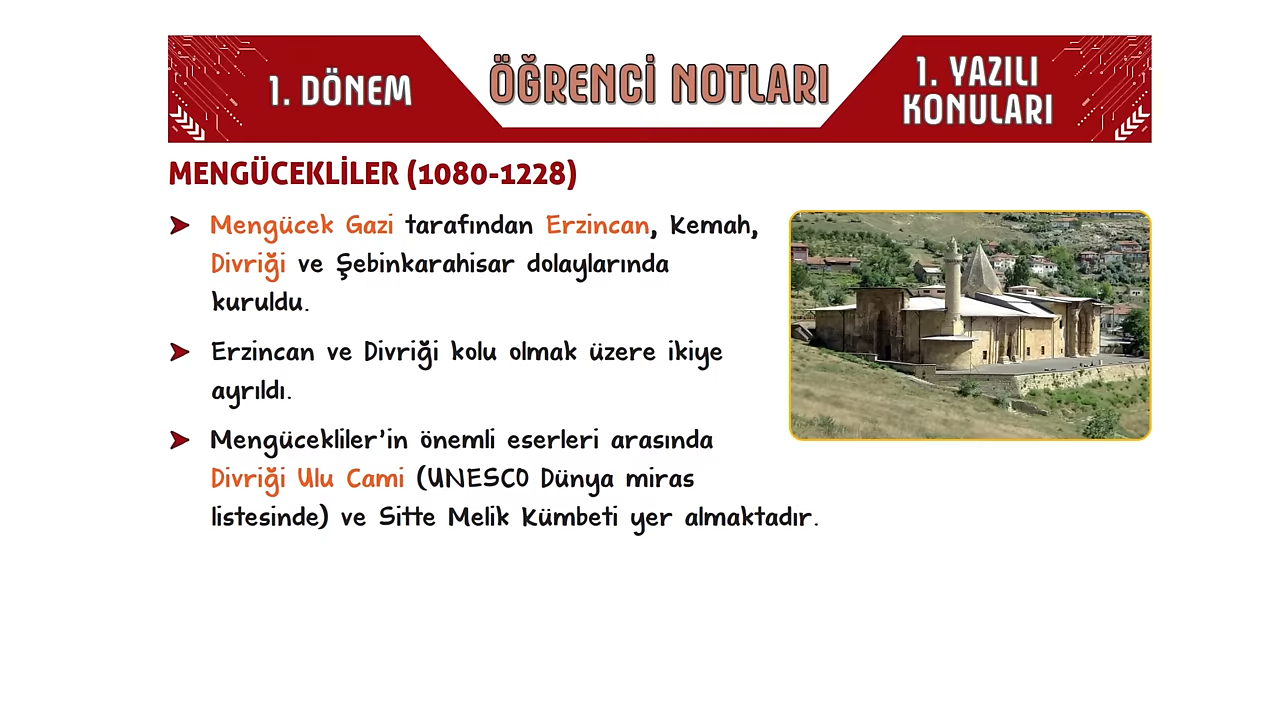 1. DÖNEM
ÖĞRENCİ NOTLARI
1. YAZILI
KONULARI
MENGÜCEKLİLER (1080-1228)
Mengücek Gazi tarafından Erzincan, Kemah,
Divriği ve Şebinkarahisar dolaylarında
kuruldu.
Erzincan ve Divriği kolu olmak üzere ikiye
ayrıldı.
Mengücekliler'in önemli eserleri arasında
Divriği Ulu Cami (UNESCO Dünya miras
listesinde) ve Sitte Melik Kümbeti yer almaktadır.